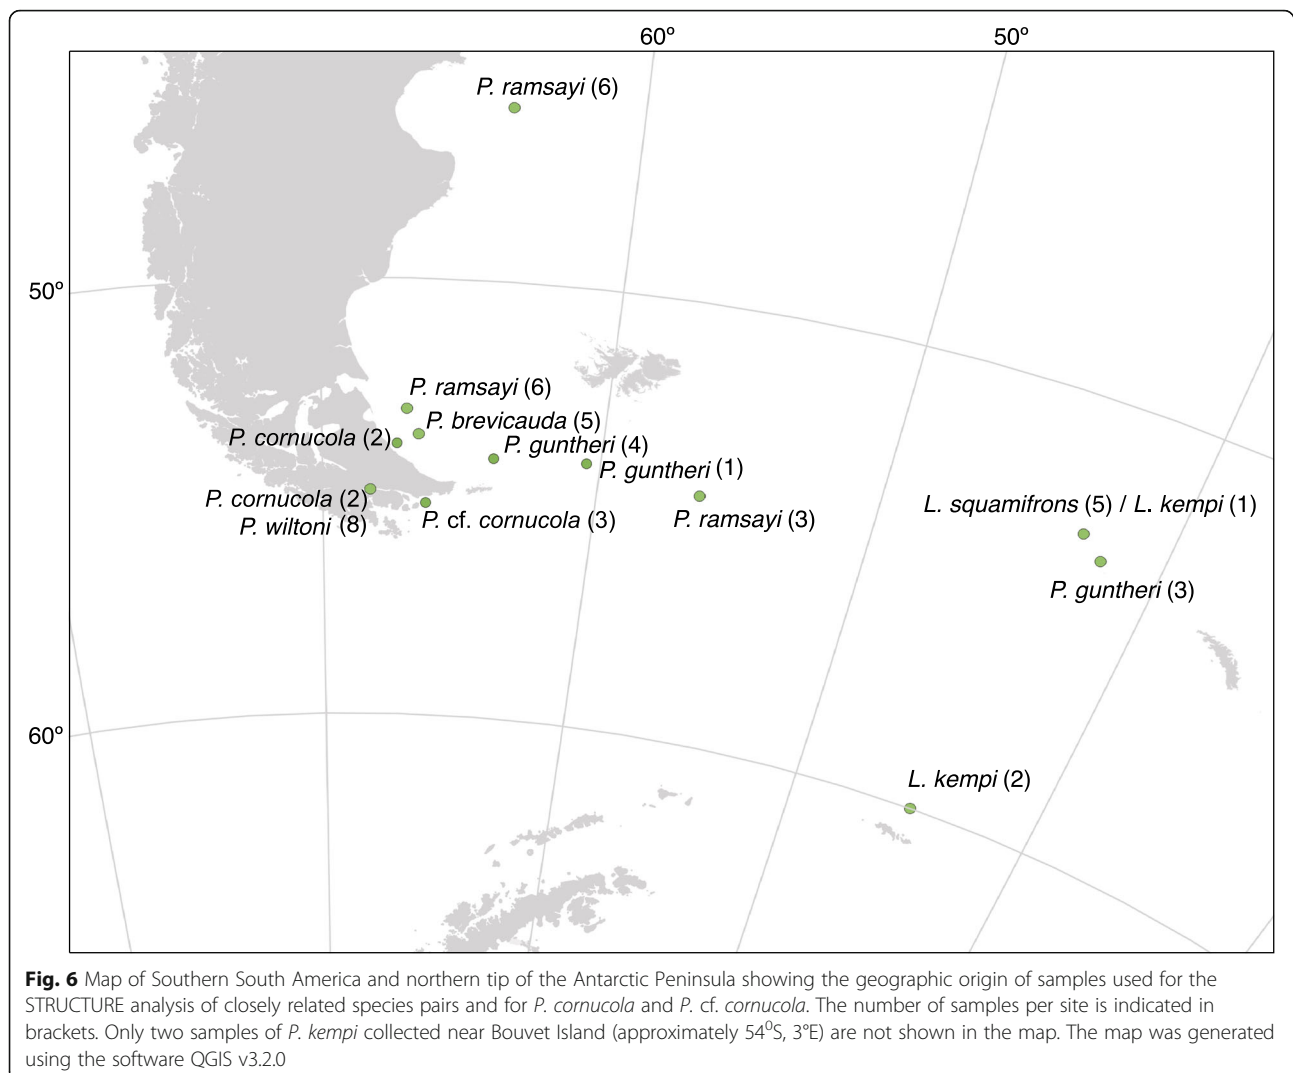 60º 50º
P. ramsayi (6)
50º
P. ramsayi (6)
P. brevicauda (5)
P. cornucola (2)
P. guntheri (4)
P. guntheri (1)
P. cornucola (2)
P. wiltoni (8)
P. cf. cornucola (3)
P. ramsayi (3)
L. squamifrons (5) / L. kempi (1)
P. guntheri (3)
60º
L. kempi (2)
Fig. 6 Map of Southern South America and northern tip of the Antarctic Peninsula showing the geographic origin of samples used for the
STRUCTURE analysis of closely related species pairs and for P. cornucola and P. cf. cornucola. The number of samples per site is indicated in
brackets. Only two samples of P. kempi collected near Bouvet Island (approximately 54⁰S, 3°E) are not shown in the map. The map was generated
using the software QGIS v3.2.0